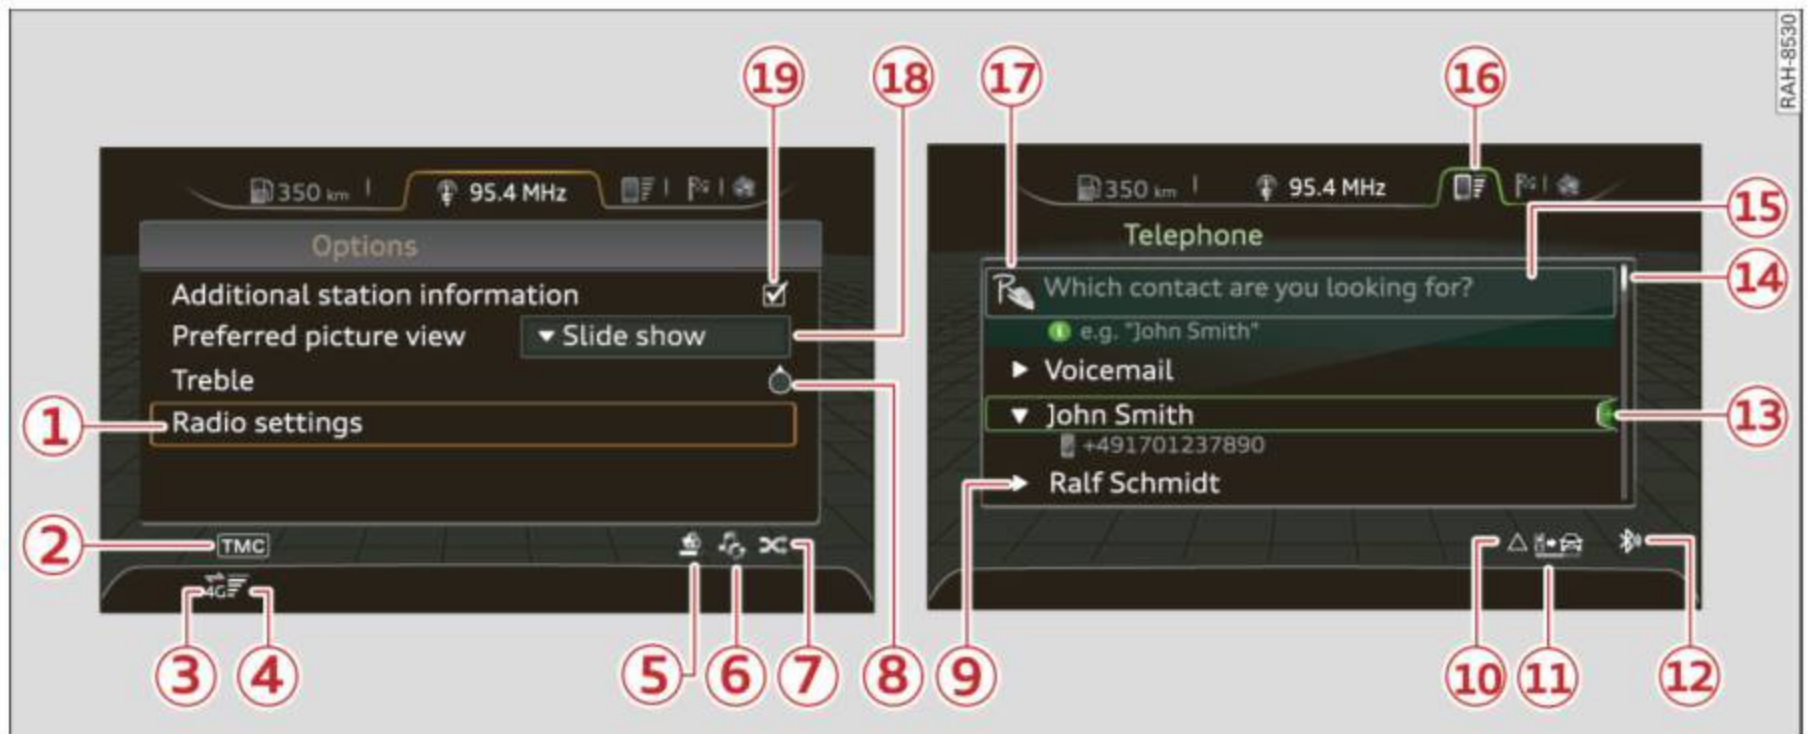 RAH-8530
19 18 17 16
350 km 95.4 MHz
Options
Additional station information
Preferred picture view Slide show
Treble
Radio settings
1
TMC
2
4G
3 4 5 6 7 8
350 km 95.4 MHz
Telephone
15
Which contact are you looking for?
14
e.g. "John Smith"
Voicemail
John Smith
13
+491701237890
Ralf Schmidt
9 10 11 12